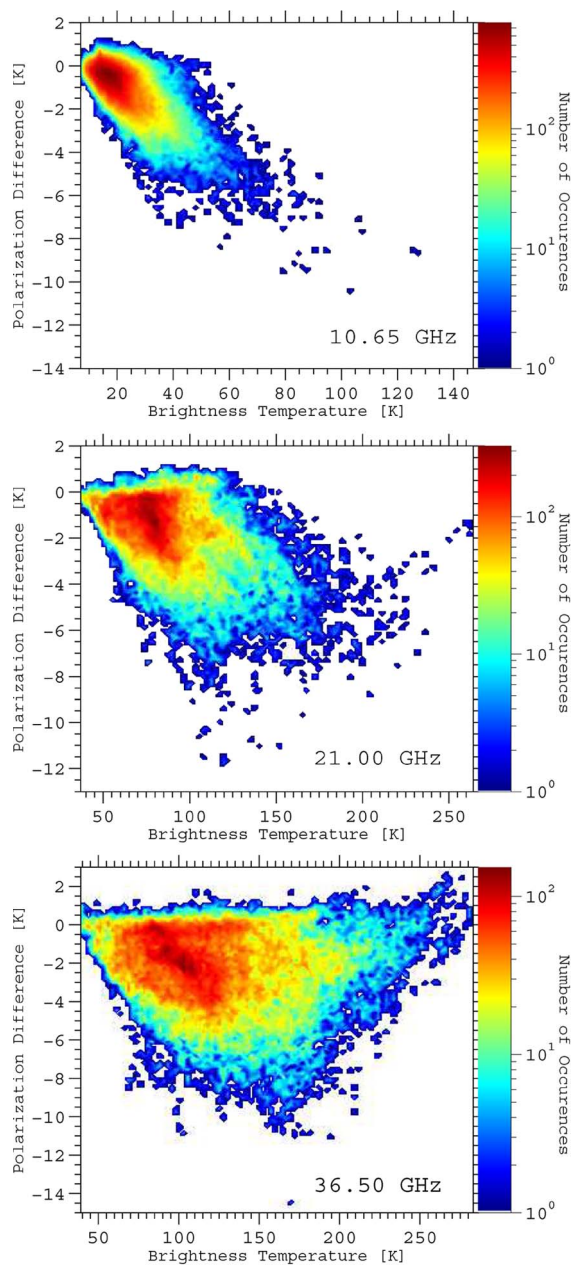 2
0
-2
-4
-6
-8
-10
-12
-14
Polarization Difference [K]
20 40 60 80 100 120 140
Brightness Temperature [K]
10.65 GHz
10²
10¹
10⁰
Number of Occurences
2
0
-2
-4
-6
-8
-10
-12
Polarization Difference [K]
50 100 150 200 250
Brightness Temperature [K]
21.00 GHz
10²
10¹
10⁰
Number of Occurences
2
0
-2
-4
-6
-8
-10
-12
-14
Polarization Difference [K]
50 100 150 200 250
Brightness Temperature [K]
36.50 GHz
10²
10¹
10⁰
Number of Occurences